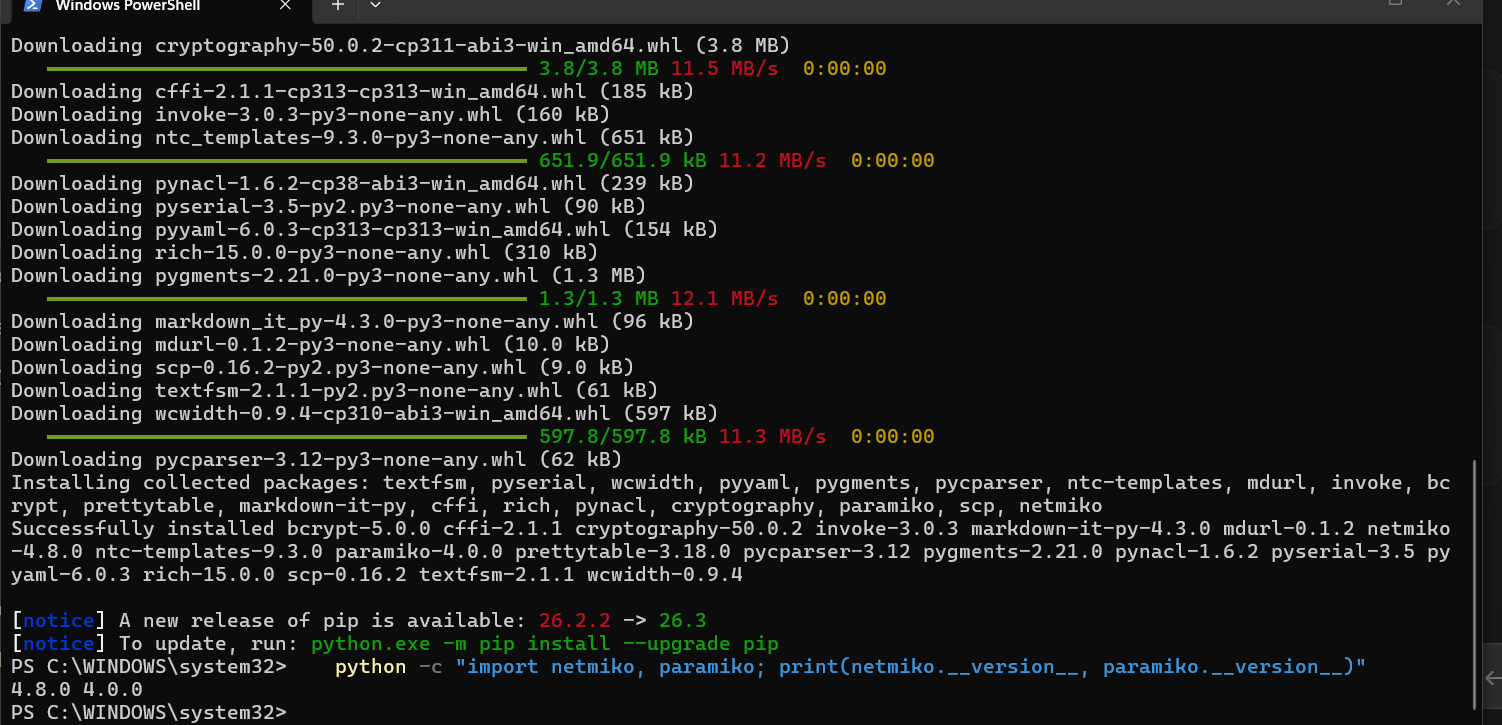 Windows PowerShell
Downloading cryptography-50.0.2-cp311-abi3-win_amd64.whl (3.8 MB)
3.8/3.8 MB 11.5 MB/s 0:00:00
Downloading cffi-2.1.1-cp313-cp313-win_amd64.whl (185 kB)
Downloading invoke-3.0.3-py3-none-any.whl (160 kB)
Downloading ntc_templates-9.3.0-py3-none-any.whl (651 kB)
651.9/651.9 kB 11.2 MB/s 0:00:00
Downloading pynacl-1.6.2-cp38-abi3-win_amd64.whl (239 kB)
Downloading pyserial-3.5-py2.py3-none-any.whl (90 kB)
Downloading pyyaml-6.0.3-cp313-cp313-win_amd64.whl (154 kB)
Downloading rich-15.0.0-py3-none-any.whl (310 kB)
Downloading pygments-2.21.0-py3-none-any.whl (1.3 MB)
1.3/1.3 MB 12.1 MB/s 0:00:00
Downloading markdown_it_py-4.3.0-py3-none-any.whl (96 kB)
Downloading mdurl-0.1.2-py3-none-any.whl (10.0 kB)
Downloading scp-0.16.2-py2.py3-none-any.whl (9.0 kB)
Downloading textfsm-2.1.1-py2.py3-none-any.whl (61 kB)
Downloading wcwidth-0.9.4-cp310-abi3-win_amd64.whl (597 kB)
597.8/597.8 kB 11.3 MB/s 0:00:00
Downloading pycparser-3.12-py3-none-any.whl (62 kB)
Installing collected packages: textfsm, pyserial, wcwidth, pyyaml, pygments, pycparser, ntc-templates, mdurl, invoke, bc
rypt, prettytable, markdown-it-py, cffi, rich, pynacl, cryptography, paramiko, scp, netmiko
Successfully installed bcrypt-5.0.0 cffi-2.1.1 cryptography-50.0.2 invoke-3.0.3 markdown-it-py-4.3.0 mdurl-0.1.2 netmiko
-4.8.0 ntc-templates-9.3.0 paramiko-4.0.0 prettytable-3.18.0 pycparser-3.12 pygments-2.21.0 pynacl-1.6.2 pyserial-3.5 py
yaml-6.0.3 rich-15.0.0 scp-0.16.2 textfsm-2.1.1 wcwidth-0.9.4
[notice] A new release of pip is available: 26.2.2 -> 26.3
[notice] To update, run: python.exe -m pip install --upgrade pip
PS C:\WINDOWS\system32>    python -c "import netmiko, paramiko; print(netmiko.__version__, paramiko.__version__)"
4.8.0 4.0.0
PS C:\WINDOWS\system32>